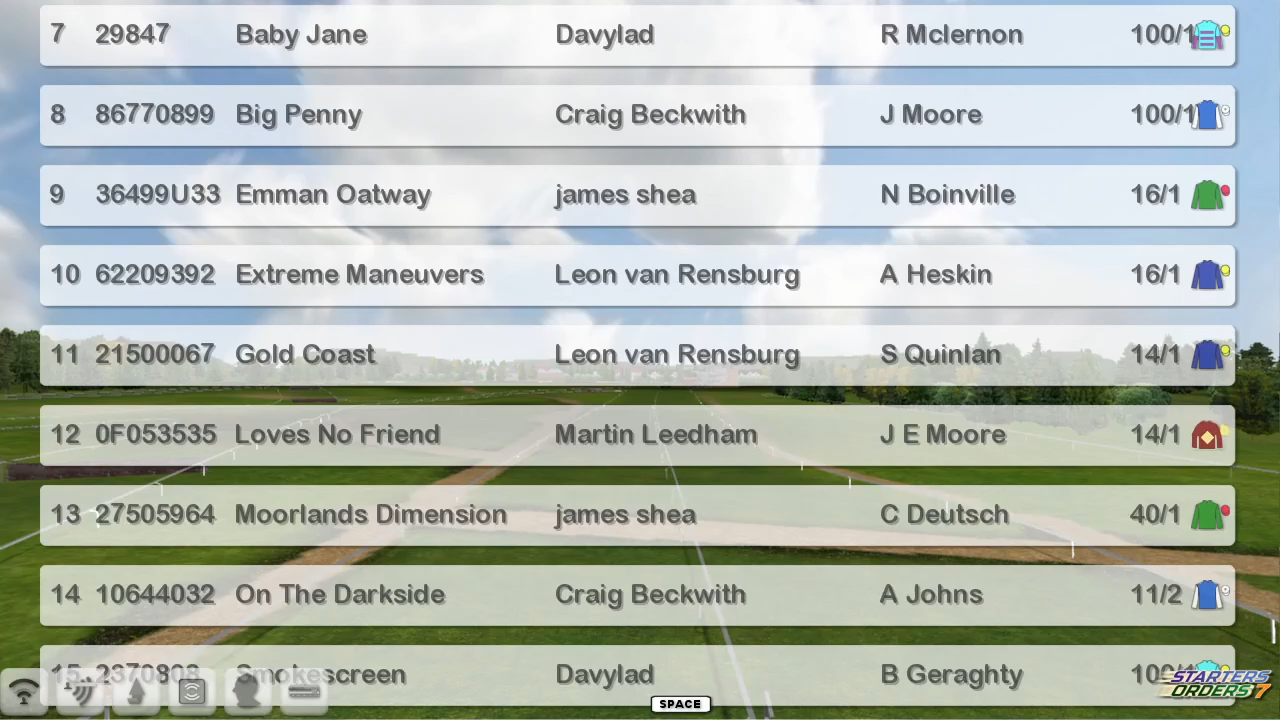 7 29847 Baby Jane Davylad R Mclernon 100/1
8 86770899 Big Penny Craig Beckwith J Moore 100/1
9 36499U33 Emman Oatway james shea N Boinville 16/1
10 62209392 Extreme Maneuvers Leon van Rensburg A Heskin 16/1
11 21500067 Gold Coast Leon van Rensburg S Quinlan 14/1
12 0F053535 Loves No Friend Martin Leedham J E Moore 14/1
13 27505964 Moorlands Dimension james shea C Deutsch 40/1
14 10644032 On The Darkside Craig Beckwith A Johns 11/2
15 2370808 Smokescreen Davylad B Geraghty
STARTERS
ORDERS 7
SPACE